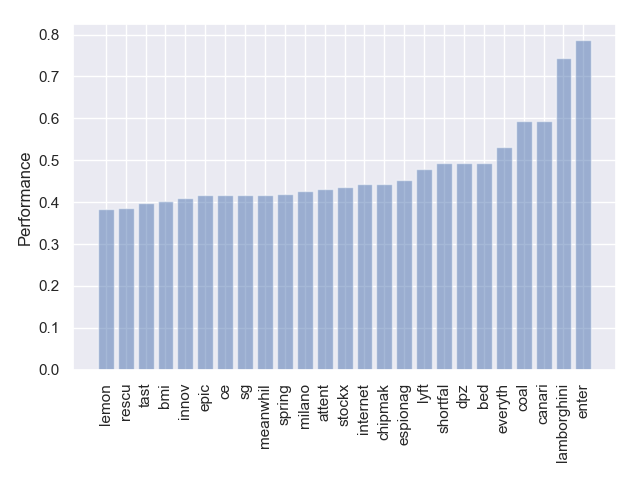 0.8
0.7
0.6
0.5
0.4
0.3
0.2
0.1
0.0
Performance
lemon
rescu
tast
bmi
innov
epic
ce
sg
meanwhil
spring
milano
attent
stockx
internet
chipmak
espionag
lyft
shortfal
dpz
bed
everyth
coal
canari
lamborghini
enter